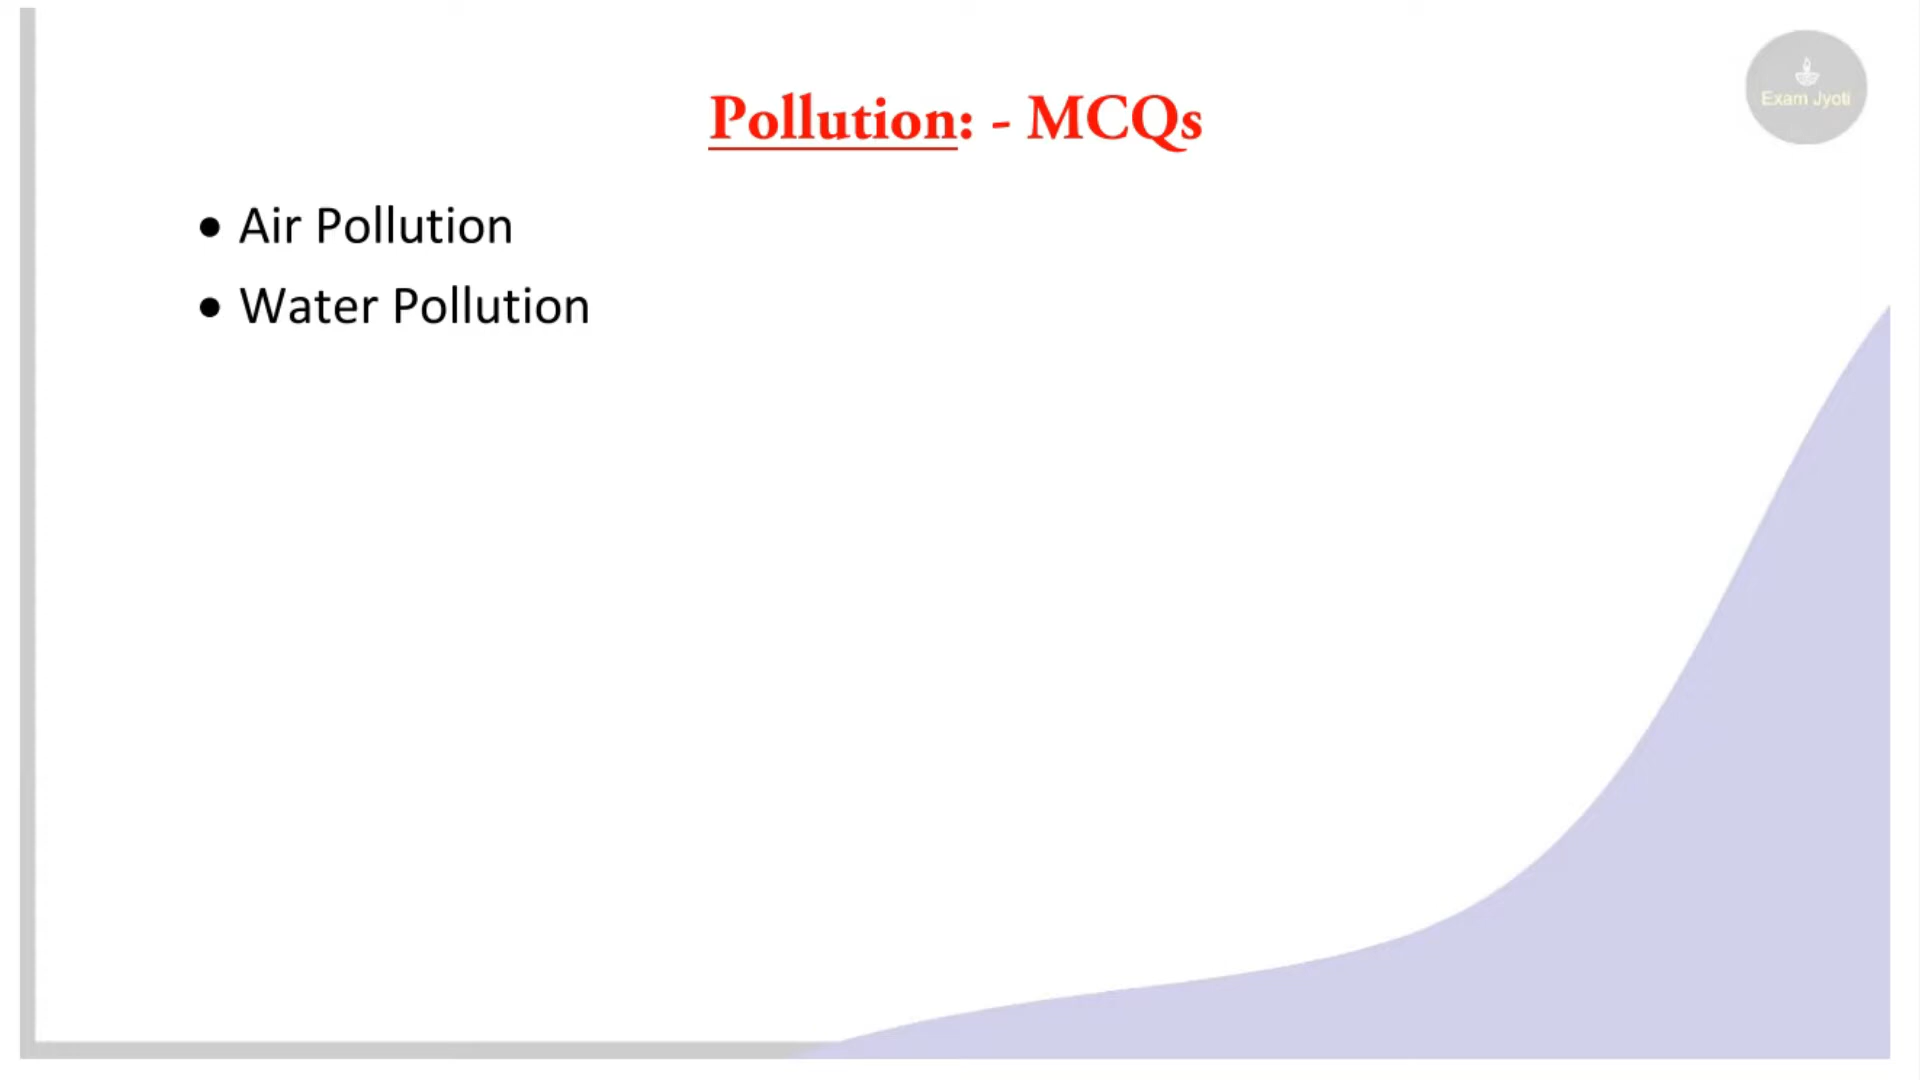 Exam Jyoti
Pollution: - MCQs
• Air Pollution
• Water Pollution